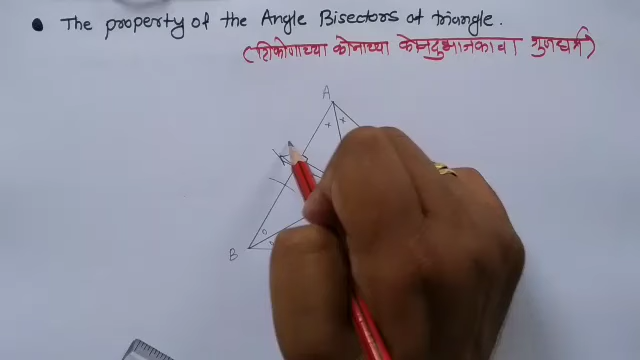 The property of the Angle Bisectors of triangle.
(त्रिकोणाच्या कोनाच्या कोनदुभाजकाचा गुणधर्म)
A
x x
o
B